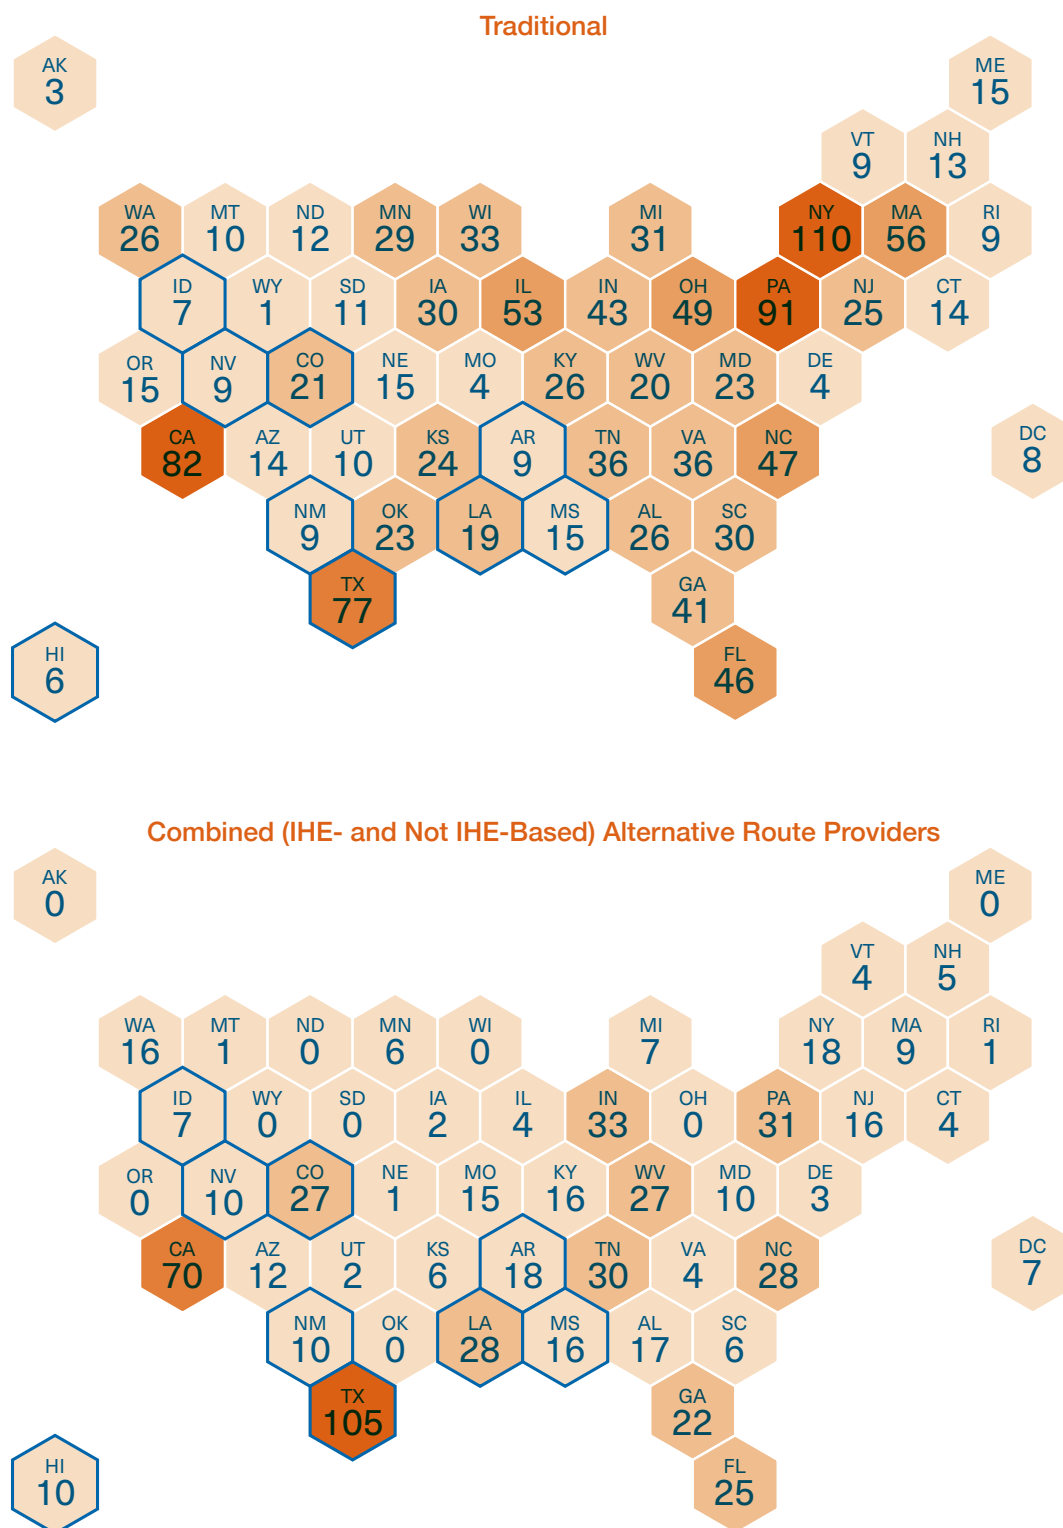 Traditional
AK
3
ME
15
VT
9
NH
13
WA
26
MT
10
ND
12
MN
29
WI
33
MI
31
NY
110
MA
56
RI
9
ID
7
WY
1
SD
11
IA
30
IL
53
IN
43
OH
49
PA
91
NJ
25
CT
14
OR
15
NV
9
CO
21
NE
15
MO
4
KY
26
WV
20
MD
23
DE
4
CA
82
AZ
14
UT
10
KS
24
AR
9
TN
36
VA
36
NC
47
DC
8
NM
9
OK
23
LA
19
MS
15
AL
26
SC
30
TX
77
GA
41
HI
6
FL
46
Combined (IHE- and Not IHE-Based) Alternative Route Providers
AK
0
ME
0
VT
4
NH
5
WA
16
MT
1
ND
0
MN
6
WI
0
MI
7
NY
18
MA
9
RI
1
ID
7
WY
0
SD
0
IA
2
IL
4
IN
33
OH
0
PA
31
NJ
16
CT
4
OR
0
NV
10
CO
27
NE
1
MO
15
KY
16
WV
27
MD
10
DE
3
CA
70
AZ
12
UT
2
KS
6
AR
18
TN
30
VA
4
NC
28
DC
7
NM
10
OK
0
LA
28
MS
16
AL
17
SC
6
TX
105
GA
22
HI
10
FL
25